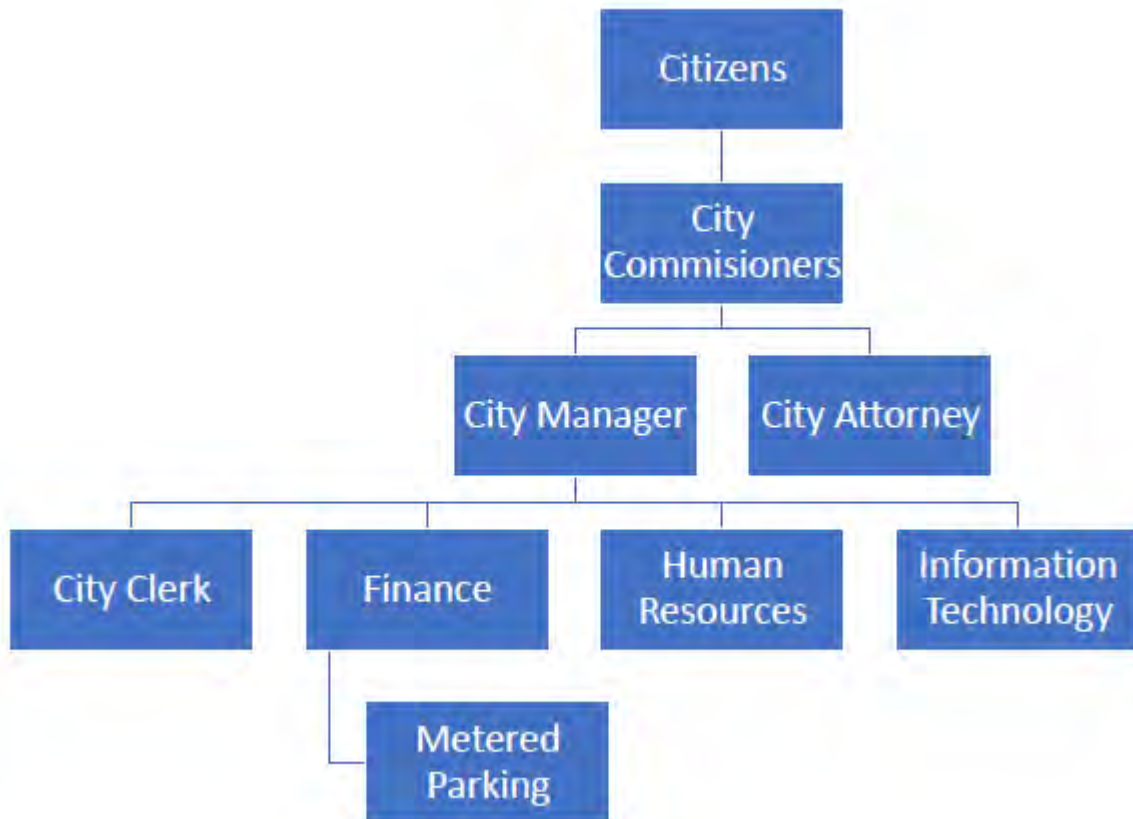 Citizens
City
Commisioners
City Manager
City Attorney
City Clerk
Finance
Human
Resources
Information
Technology
Metered
Parking